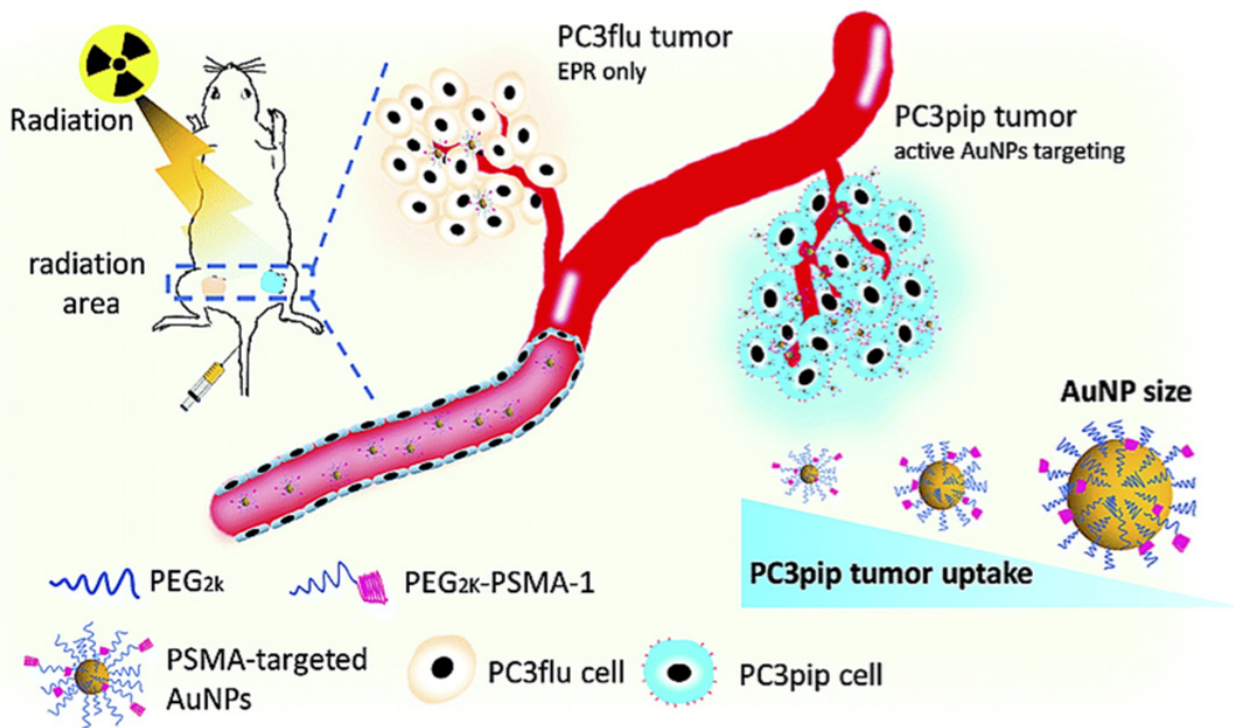 Radiation
radiation
area
PC3flu tumor
EPR only
PC3pip tumor
active AuNPs targeting
AuNP size
PC3pip tumor uptake
PEG2k
PEG2K-PSMA-1
PSMA-targeted
AuNPs
PC3flu cell
PC3pip cell